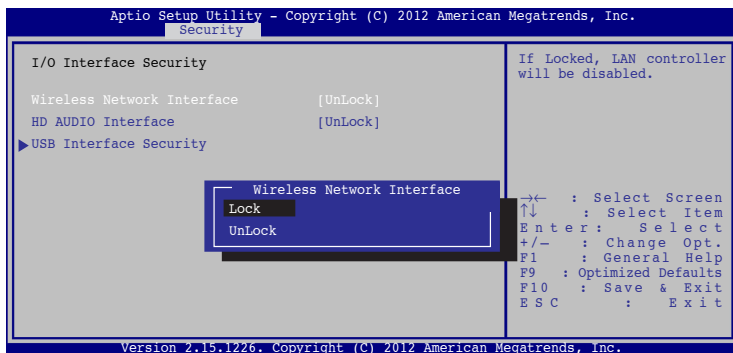 Aptio Setup Utility – Copyright (C) 2012 American Megatrends, Inc.
Security
I/O Interface Security
Wireless Network Interface [UnLock]
HD AUDIO Interface [UnLock]
USB Interface Security
Wireless Network Interface
Lock
UnLock
If Locked, LAN controller
will be disabled.
→← : Select Screen
↑↓ : Select Item
Enter: Select
+/— : Change Opt.
F1 : General Help
F9 : Optimized Defaults
F10 : Save & Exit
ESC : Exit
Version 2.15.1226. Copyright (C) 2012 American Megatrends, Inc.